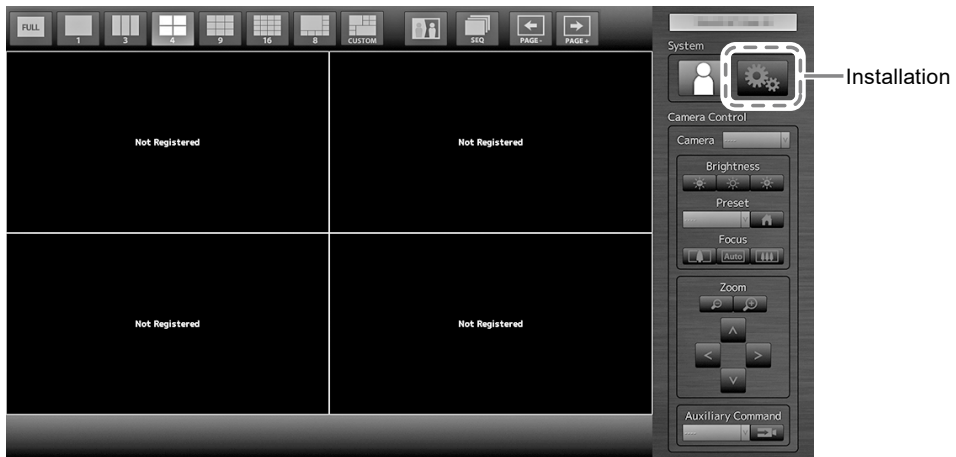 FULL
1
3
4
9
16
8
CUSTOM
SEQ
PAGE-
PAGE+
System
Installation
Camera Control
Camera ---
Not Registered
Not Registered
Brightness
Preset
---
Focus
Auto
Zoom
Not Registered
Not Registered
Auxiliary Command
---